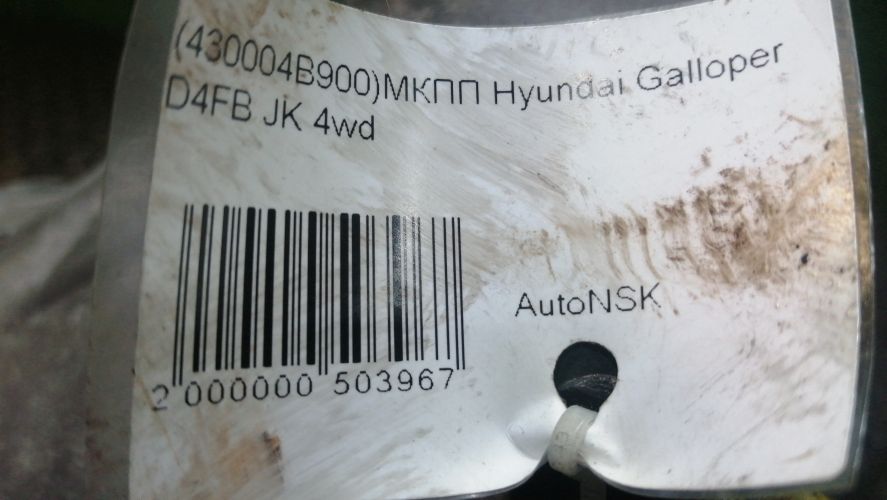 (430004B900)МКПП Hyundai Galloper
D4FB JK 4wd
AutoNSK
2 000000 503967